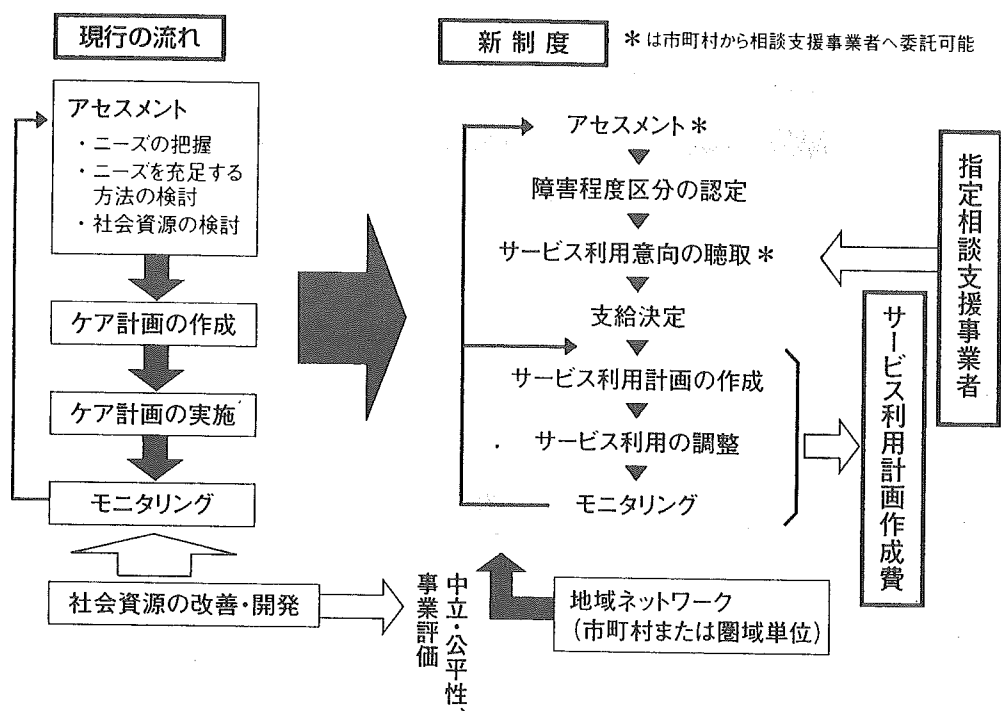 現行の流れ
アセスメント
・ニーズの把握
・ニーズを充足する
方法の検討
・社会資源の検討
ケア計画の作成
ケア計画の実施
モニタリング
社会資源の改善・開発
新制度
＊は市町村から相談支援事業者へ委託可能
アセスメント＊
障害程度区分の認定
サービス利用意向の聴取＊
支給決定
サービス利用計画の作成
サービス利用の調整
モニタリング
指定相談支援事業者
サービス利用計画作成費
中立・公平性、
事業評価
地域ネットワーク
（市町村または圏域単位）